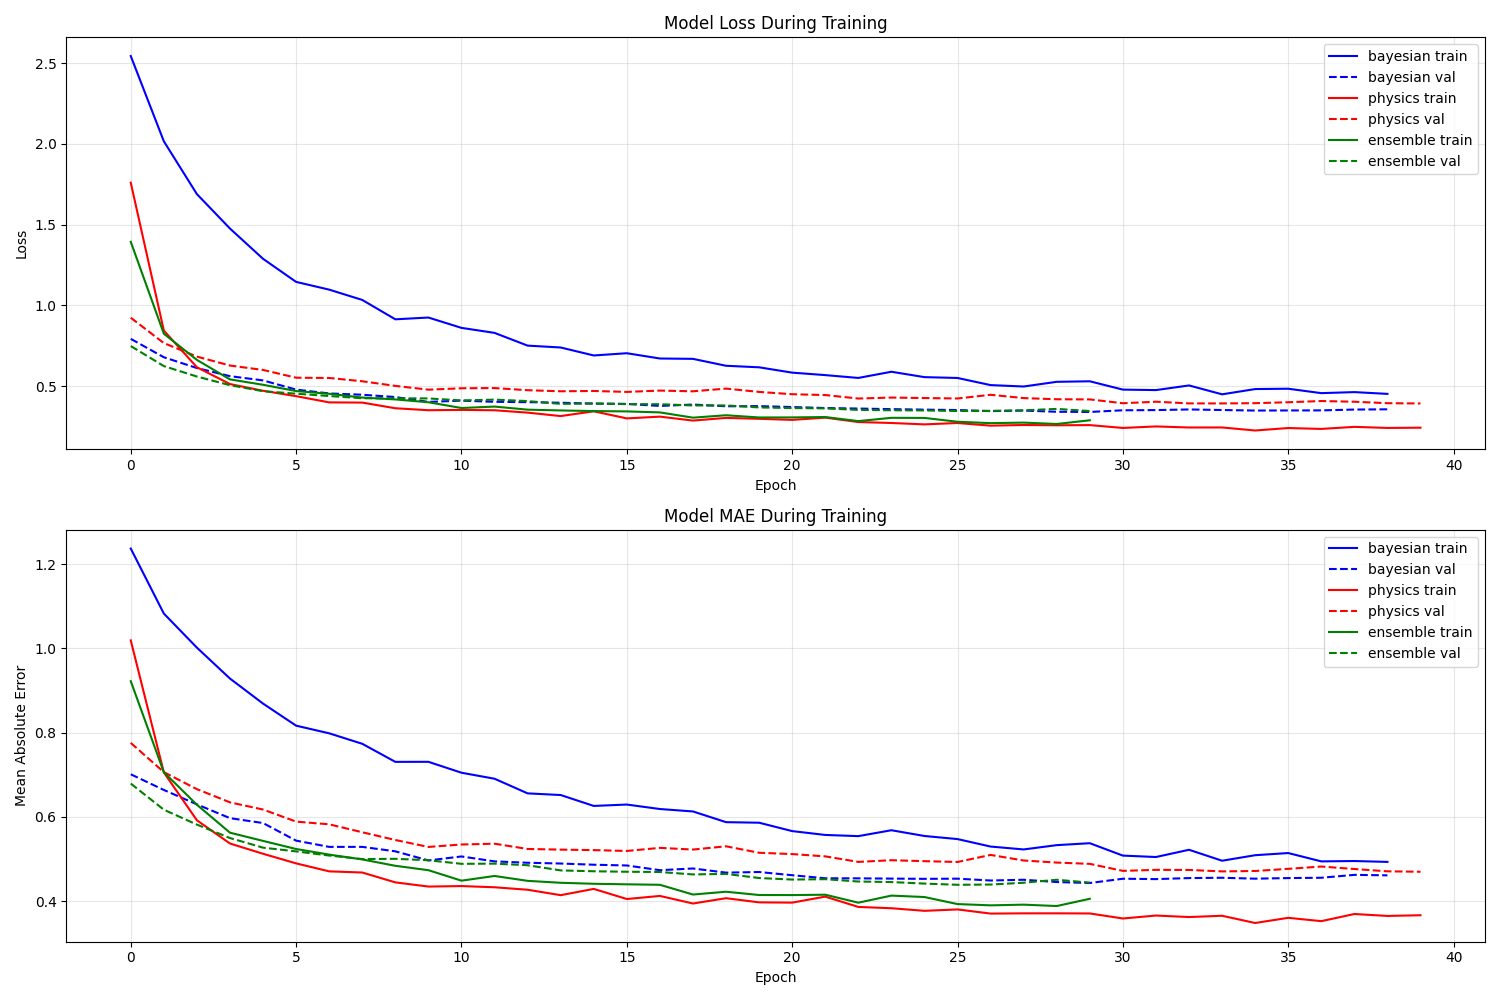 Model Loss During Training
2.5
2.0
1.5
1.0
0.5
Loss
bayesian train
bayesian val
physics train
physics val
ensemble train
ensemble val
0 5 10 15 20 25 30 35 40
Epoch
Model MAE During Training
1.2
1.0
0.8
0.6
0.4
Mean Absolute Error
bayesian train
bayesian val
physics train
physics val
ensemble train
ensemble val
0 5 10 15 20 25 30 35 40
Epoch